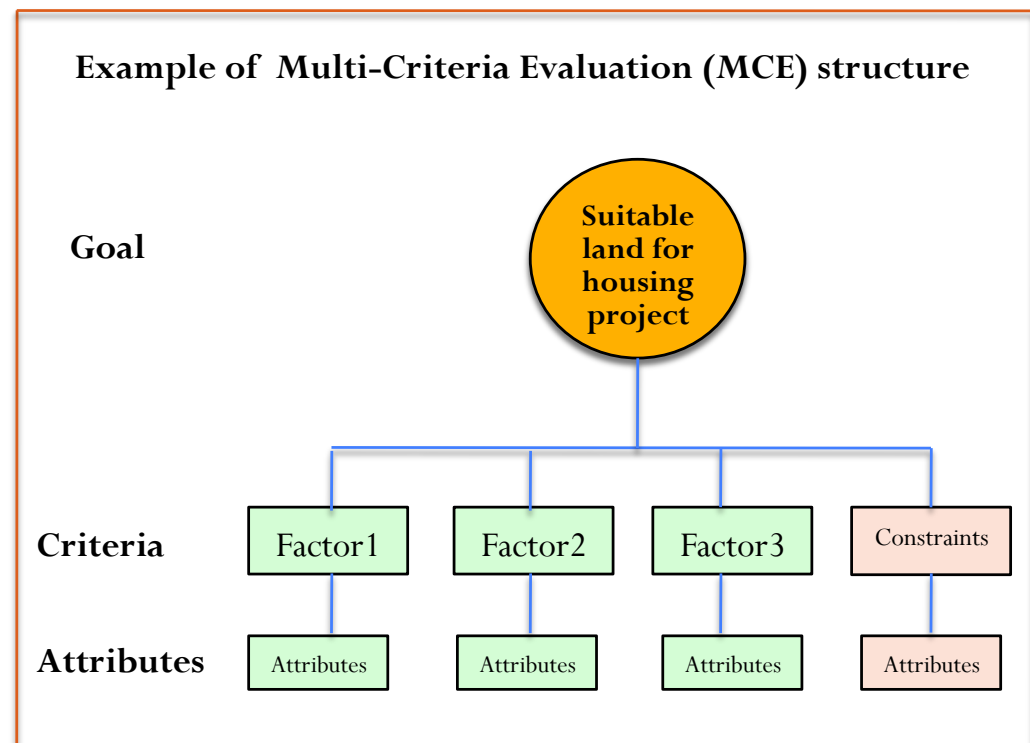 Example of Multi-Criteria Evaluation (MCE) structure
Goal
Suitable
land for
housing
project
Criteria
Factor1
Factor2
Factor3
Constraints
Attributes
Attributes
Attributes
Attributes
Attributes